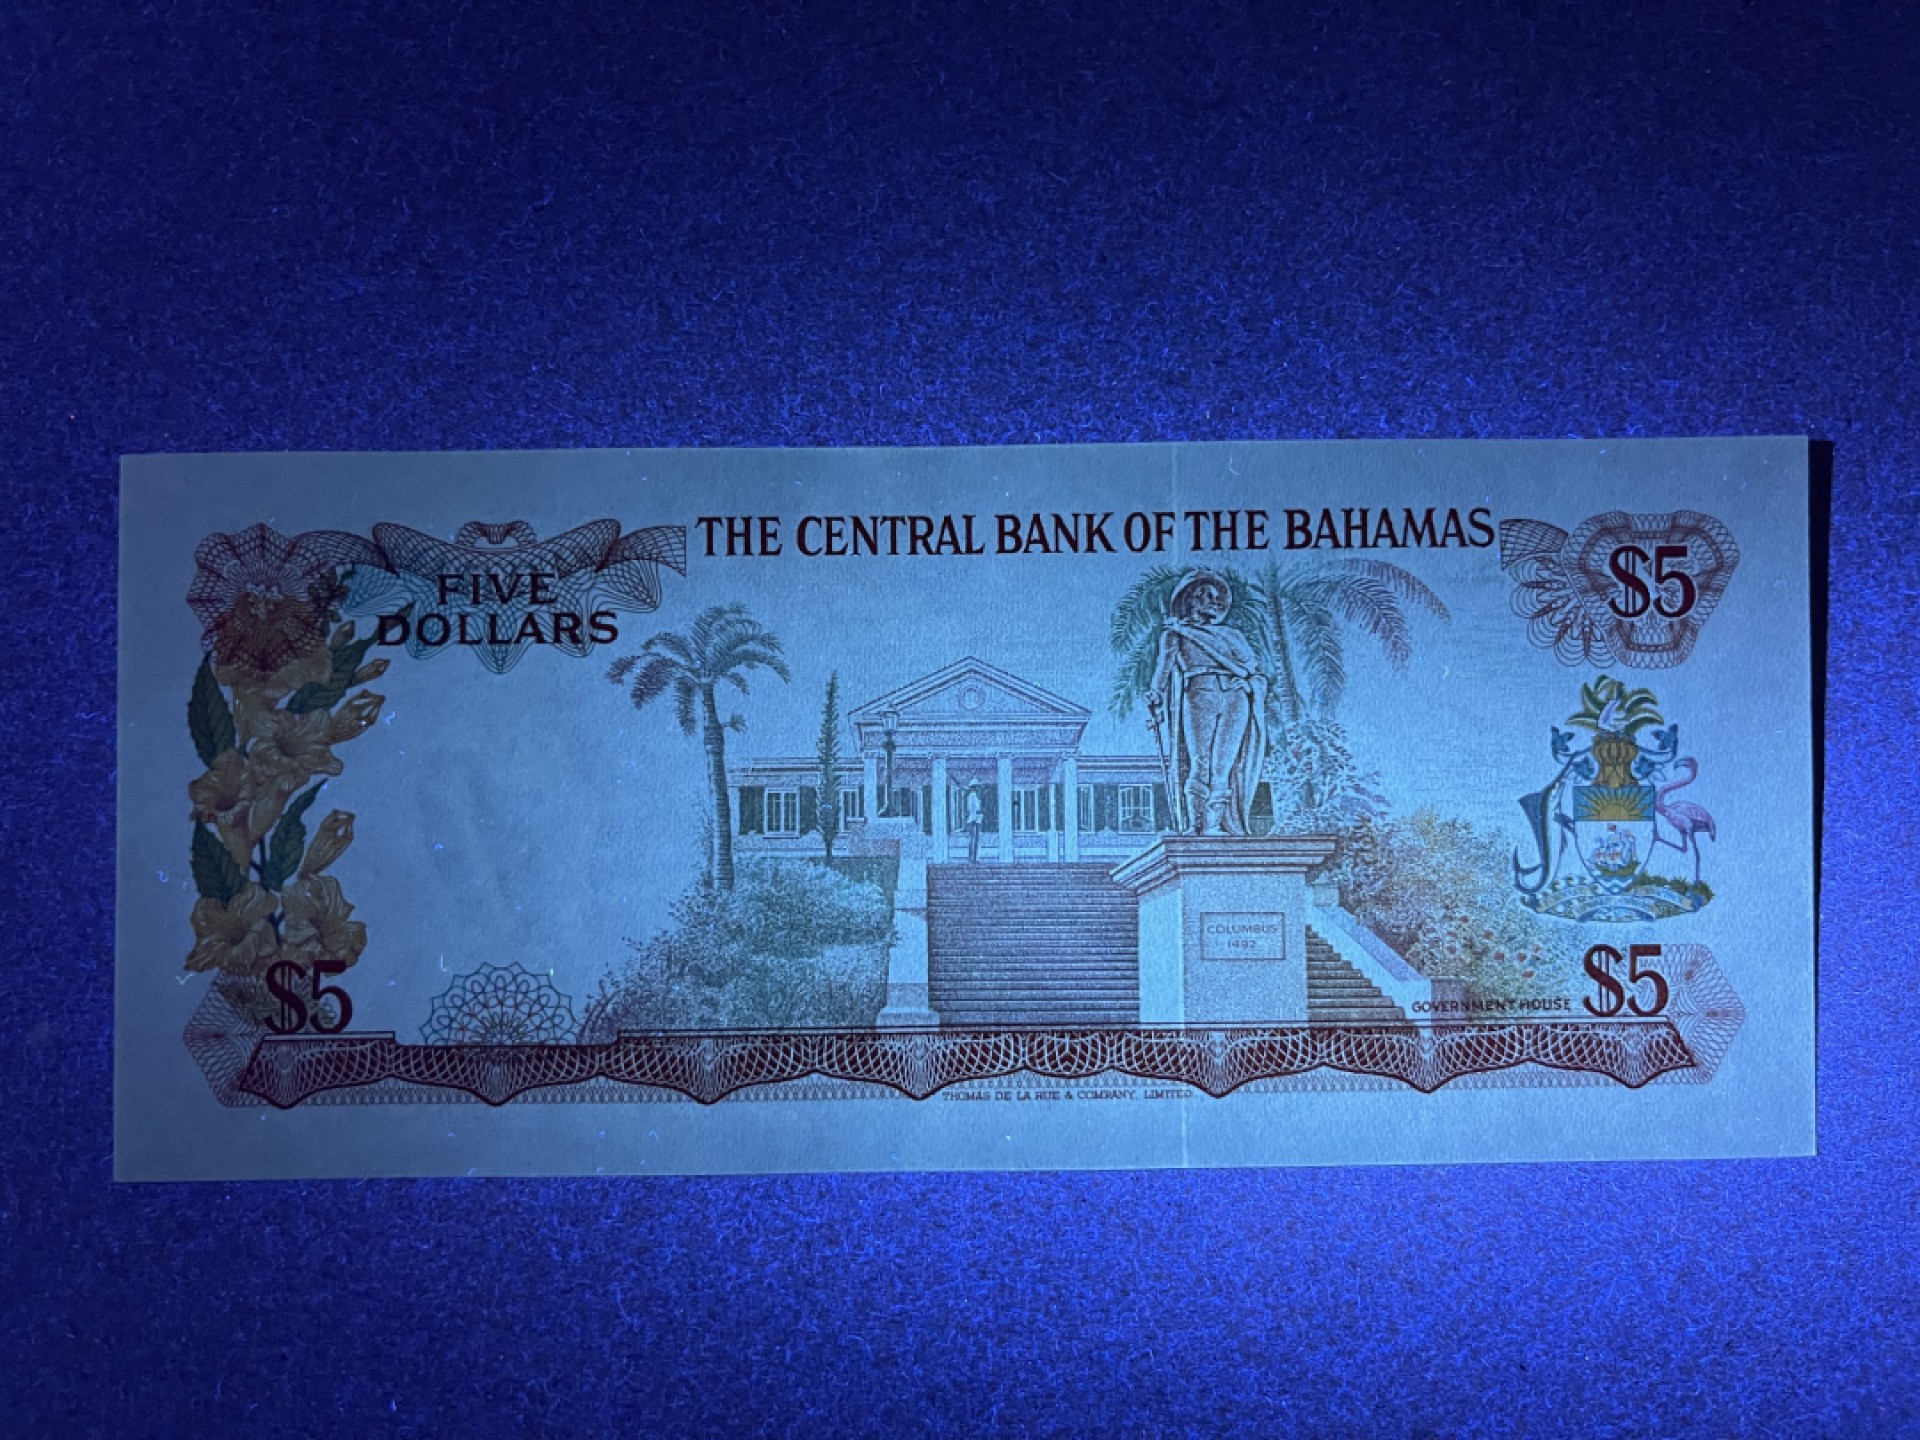 THE CENTRAL BANK OF THE BAHAMAS
FIVE
DOLLARS
$5
COLUMBUS
1492
$5
GOVERNMENT HOUSE
$5
THOMAS DE LA RUE & COMPANY, LIMITED